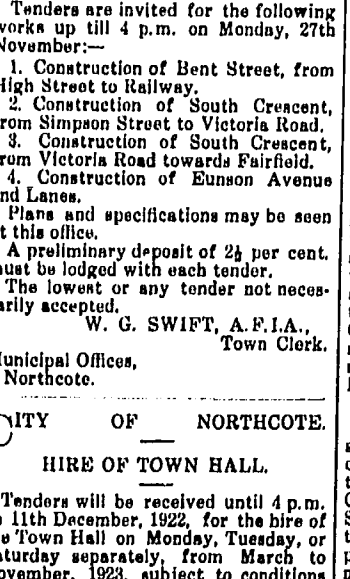 Tenders are invited for the following
works up till 4 p.m. on Monday, 27th
November:—
1. Construction of Bent Street, from
High Street to Railway.
2. Construction of South Crescent,
from Simpson Street to Victoria Road.
3. Construction of South Crescent,
from Victoria Road towards Fairfield.
4. Construction of Eunson Avenue
and Lanes.
Plans and specifications may be seen
at this office.
A preliminary deposit of 2½ per cent.
must be lodged with each tender.
The lowest or any tender not neces-
sarily accepted.
W. G. SWIFT, A.F.I.A.,
Town Clerk.
Municipal Offices,
Northcote.
CITY OF NORTHCOTE.
HIRE OF TOWN HALL.
Tenders will be received until 4 p.m.
11th December, 1922, for the hire of
the Town Hall on Monday, Tuesday, or
Saturday separately, from March to
November, 1923, subject to conditions